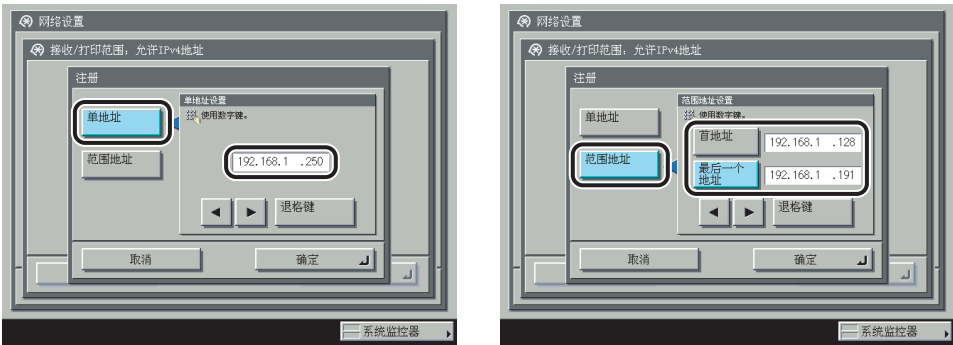 网络设置
接收/打印范围: 允许IPv4地址
注册
单地址设置
使用数字键。
单地址
范围地址
192.168.1 .250
◀ ▶ 退格键
取消 确定
系统监控器
网络设置
接收/打印范围: 允许IPv4地址
注册
范围地址设置
使用数字键。
单地址
范围地址
首地址 192.168.1 .128
最后一个
地址 192.168.1 .191
◀ ▶ 退格键
取消 确定
系统监控器